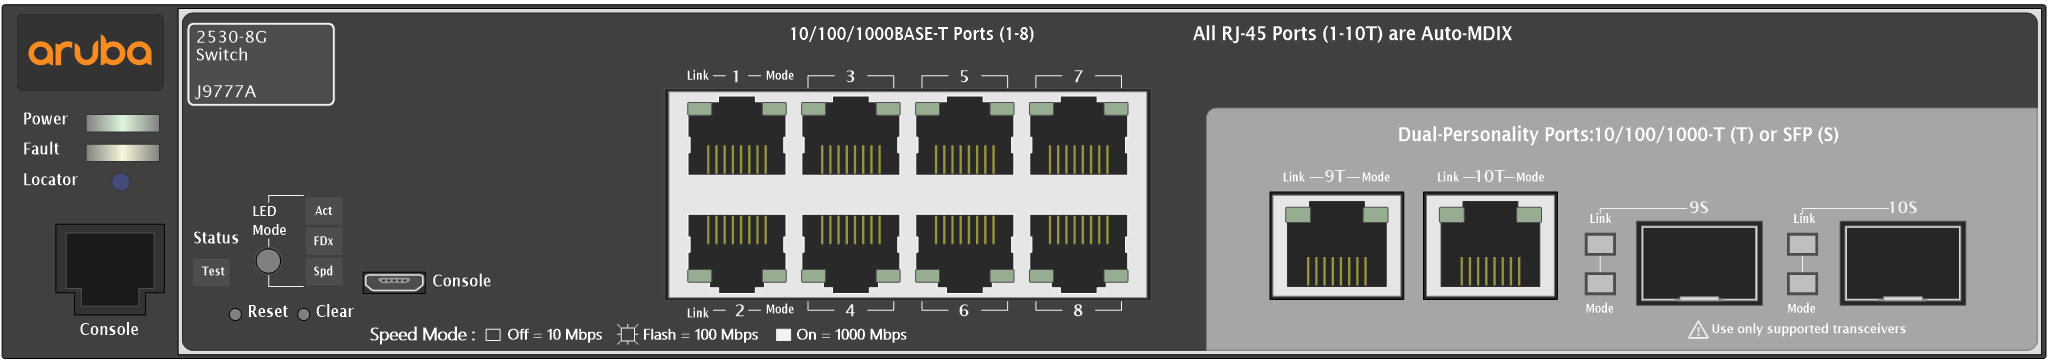 aruba
2530-8G
Switch
J9777A
Power
Fault
Locator
Console
Status
Test
LED
Mode
Act
FDx
Spd
Reset
Clear
Console
10/100/1000BASE-T Ports (1-8)
Link 1 Mode 3 5 7
Link 2 Mode 4 6 8
Speed Mode : Off = 10 Mbps Flash = 100 Mbps On = 1000 Mbps
All RJ-45 Ports (1-10T) are Auto-MDIX
Dual-Personality Ports:10/100/1000-T (T) or SFP (S)
Link 9T Mode
Link 10T Mode
9S
Link
Mode
10S
Link
Mode
Use only supported transceivers